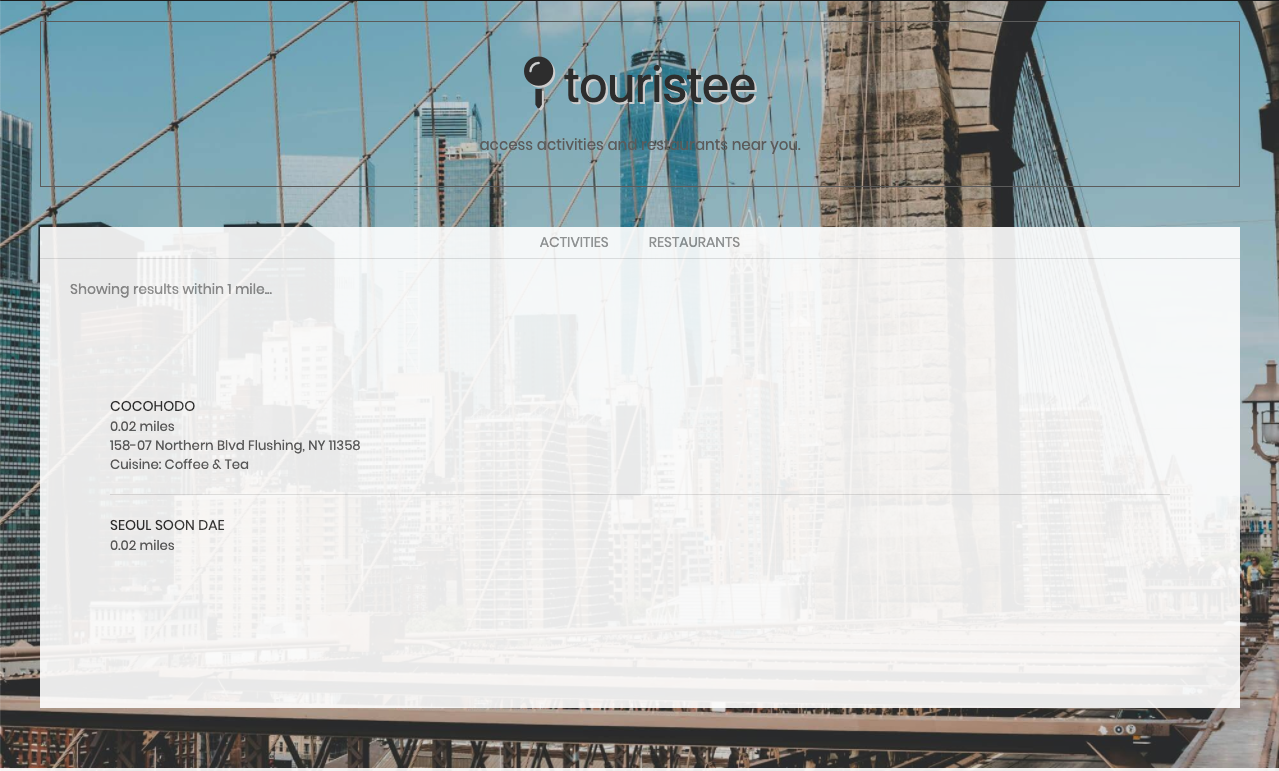 touristee
access activities and restaurants near you.
ACTIVITIES RESTAURANTS
Showing results within 1 mile...
COCOHODO
0.02 miles
158-07 Northern Blvd Flushing, NY 11358
Cuisine: Coffee & Tea
SEOUL SOON DAE
0.02 miles